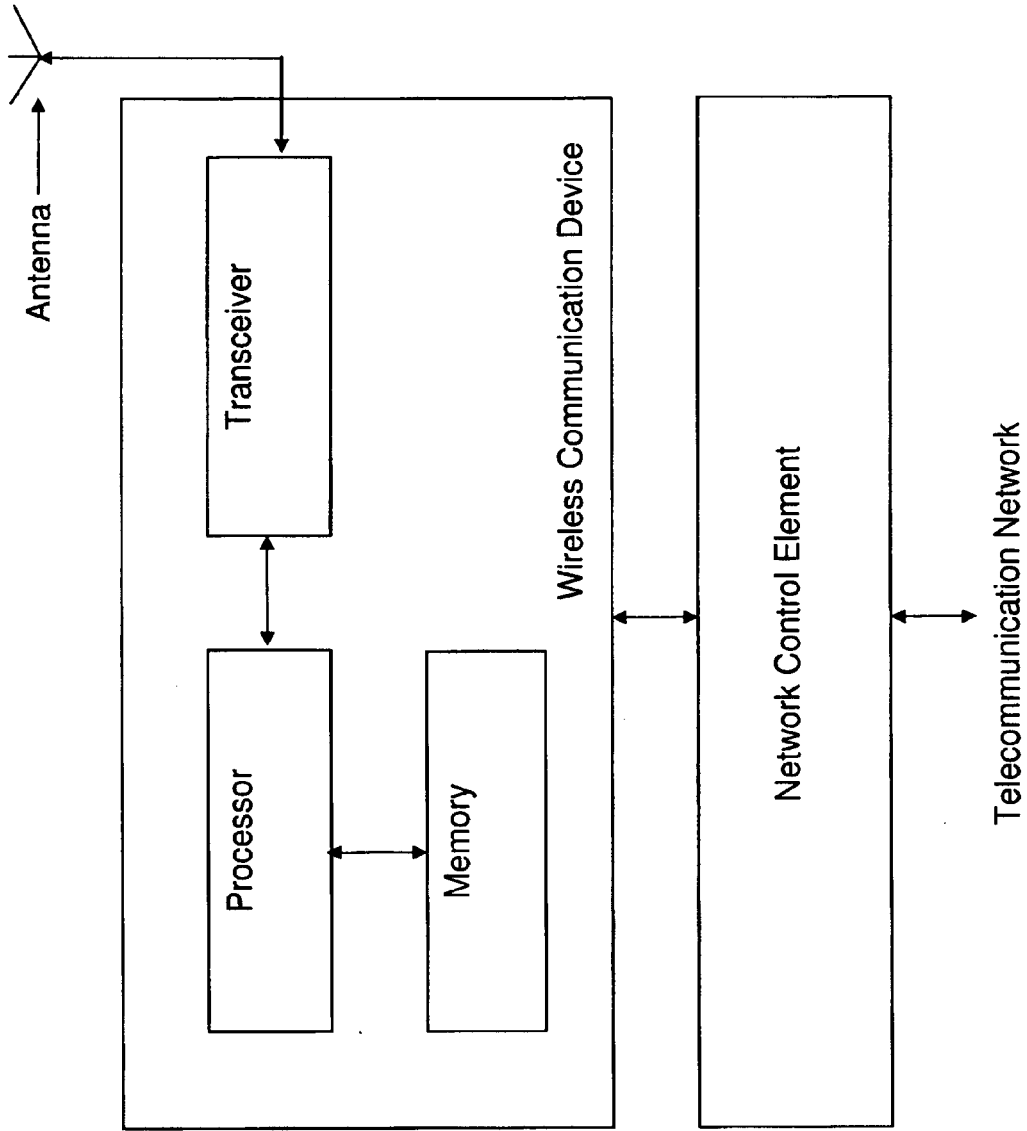 Antenna
Processor
Transceiver
Memory
Wireless Communication Device
Network Control Element
Telecommunication Network